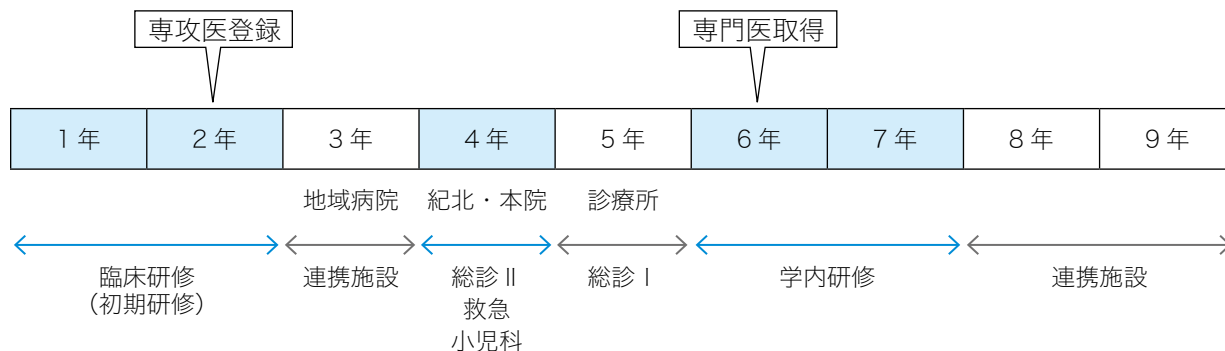 専攻医登録
専門医取得
1年
2年
3年
4年
5年
6年
7年
8年
9年
地域病院
紀北・本院
診療所
臨床研修
（初期研修）
連携施設
総診Ⅱ
救急
小児科
総診Ⅰ
学内研修
連携施設